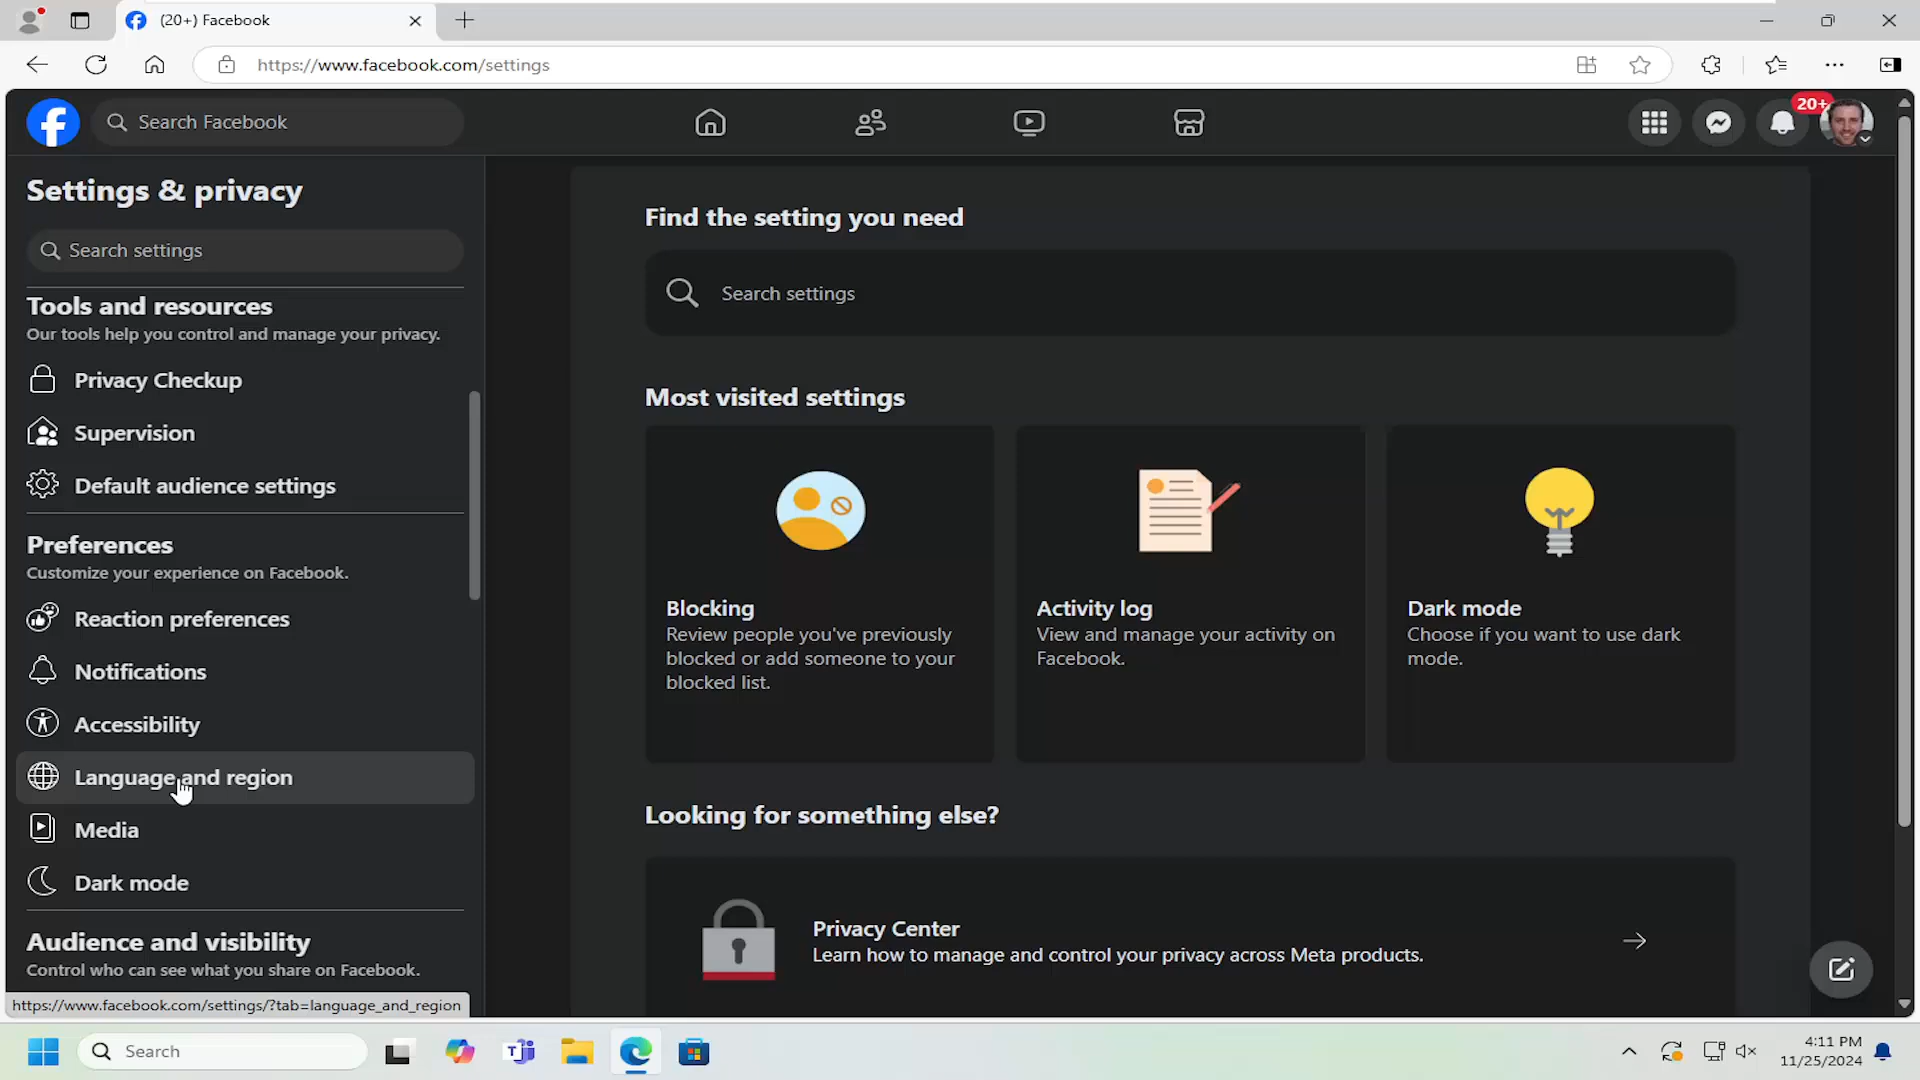 (20+) Facebook
https://www.facebook.com/settings
Search Facebook
20+
Settings & privacy
Search settings
Tools and resources
Our tools help you control and manage your privacy.
Privacy Checkup
Supervision
Default audience settings
Preferences
Customize your experience on Facebook.
Reaction preferences
Notifications
Accessibility
Language and region
Media
Dark mode
Audience and visibility
Control who can see what you share on Facebook.
https://www.facebook.com/settings/?tab=language_and_region
Find the setting you need
Search settings
Most visited settings
Blocking
Review people you've previously
blocked or add someone to your
blocked list.
Activity log
View and manage your activity on
Facebook.
Dark mode
Choose if you want to use dark
mode.
Looking for something else?
Privacy Center
Learn how to manage and control your privacy across Meta products.
Search
4:11 PM
11/25/2024